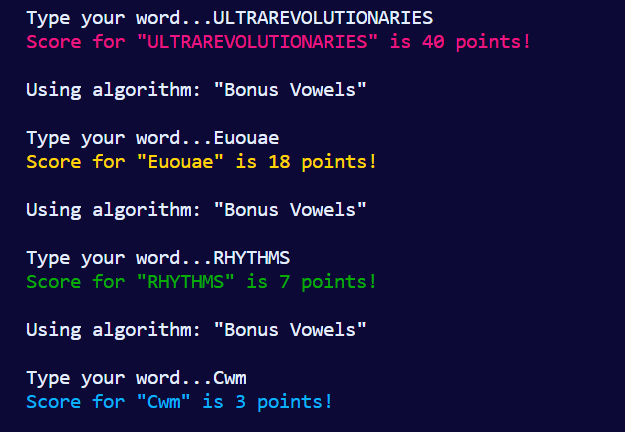 Type your word...ULTRAREVOLUTIONARIES
Score for "ULTRAREVOLUTIONARIES" is 40 points!
Using algorithm: "Bonus Vowels"
Type your word...Euouae
Score for "Euouae" is 18 points!
Using algorithm: "Bonus Vowels"
Type your word...RHYTHMS
Score for "RHYTHMS" is 7 points!
Using algorithm: "Bonus Vowels"
Type your word...Cwm
Score for "Cwm" is 3 points!